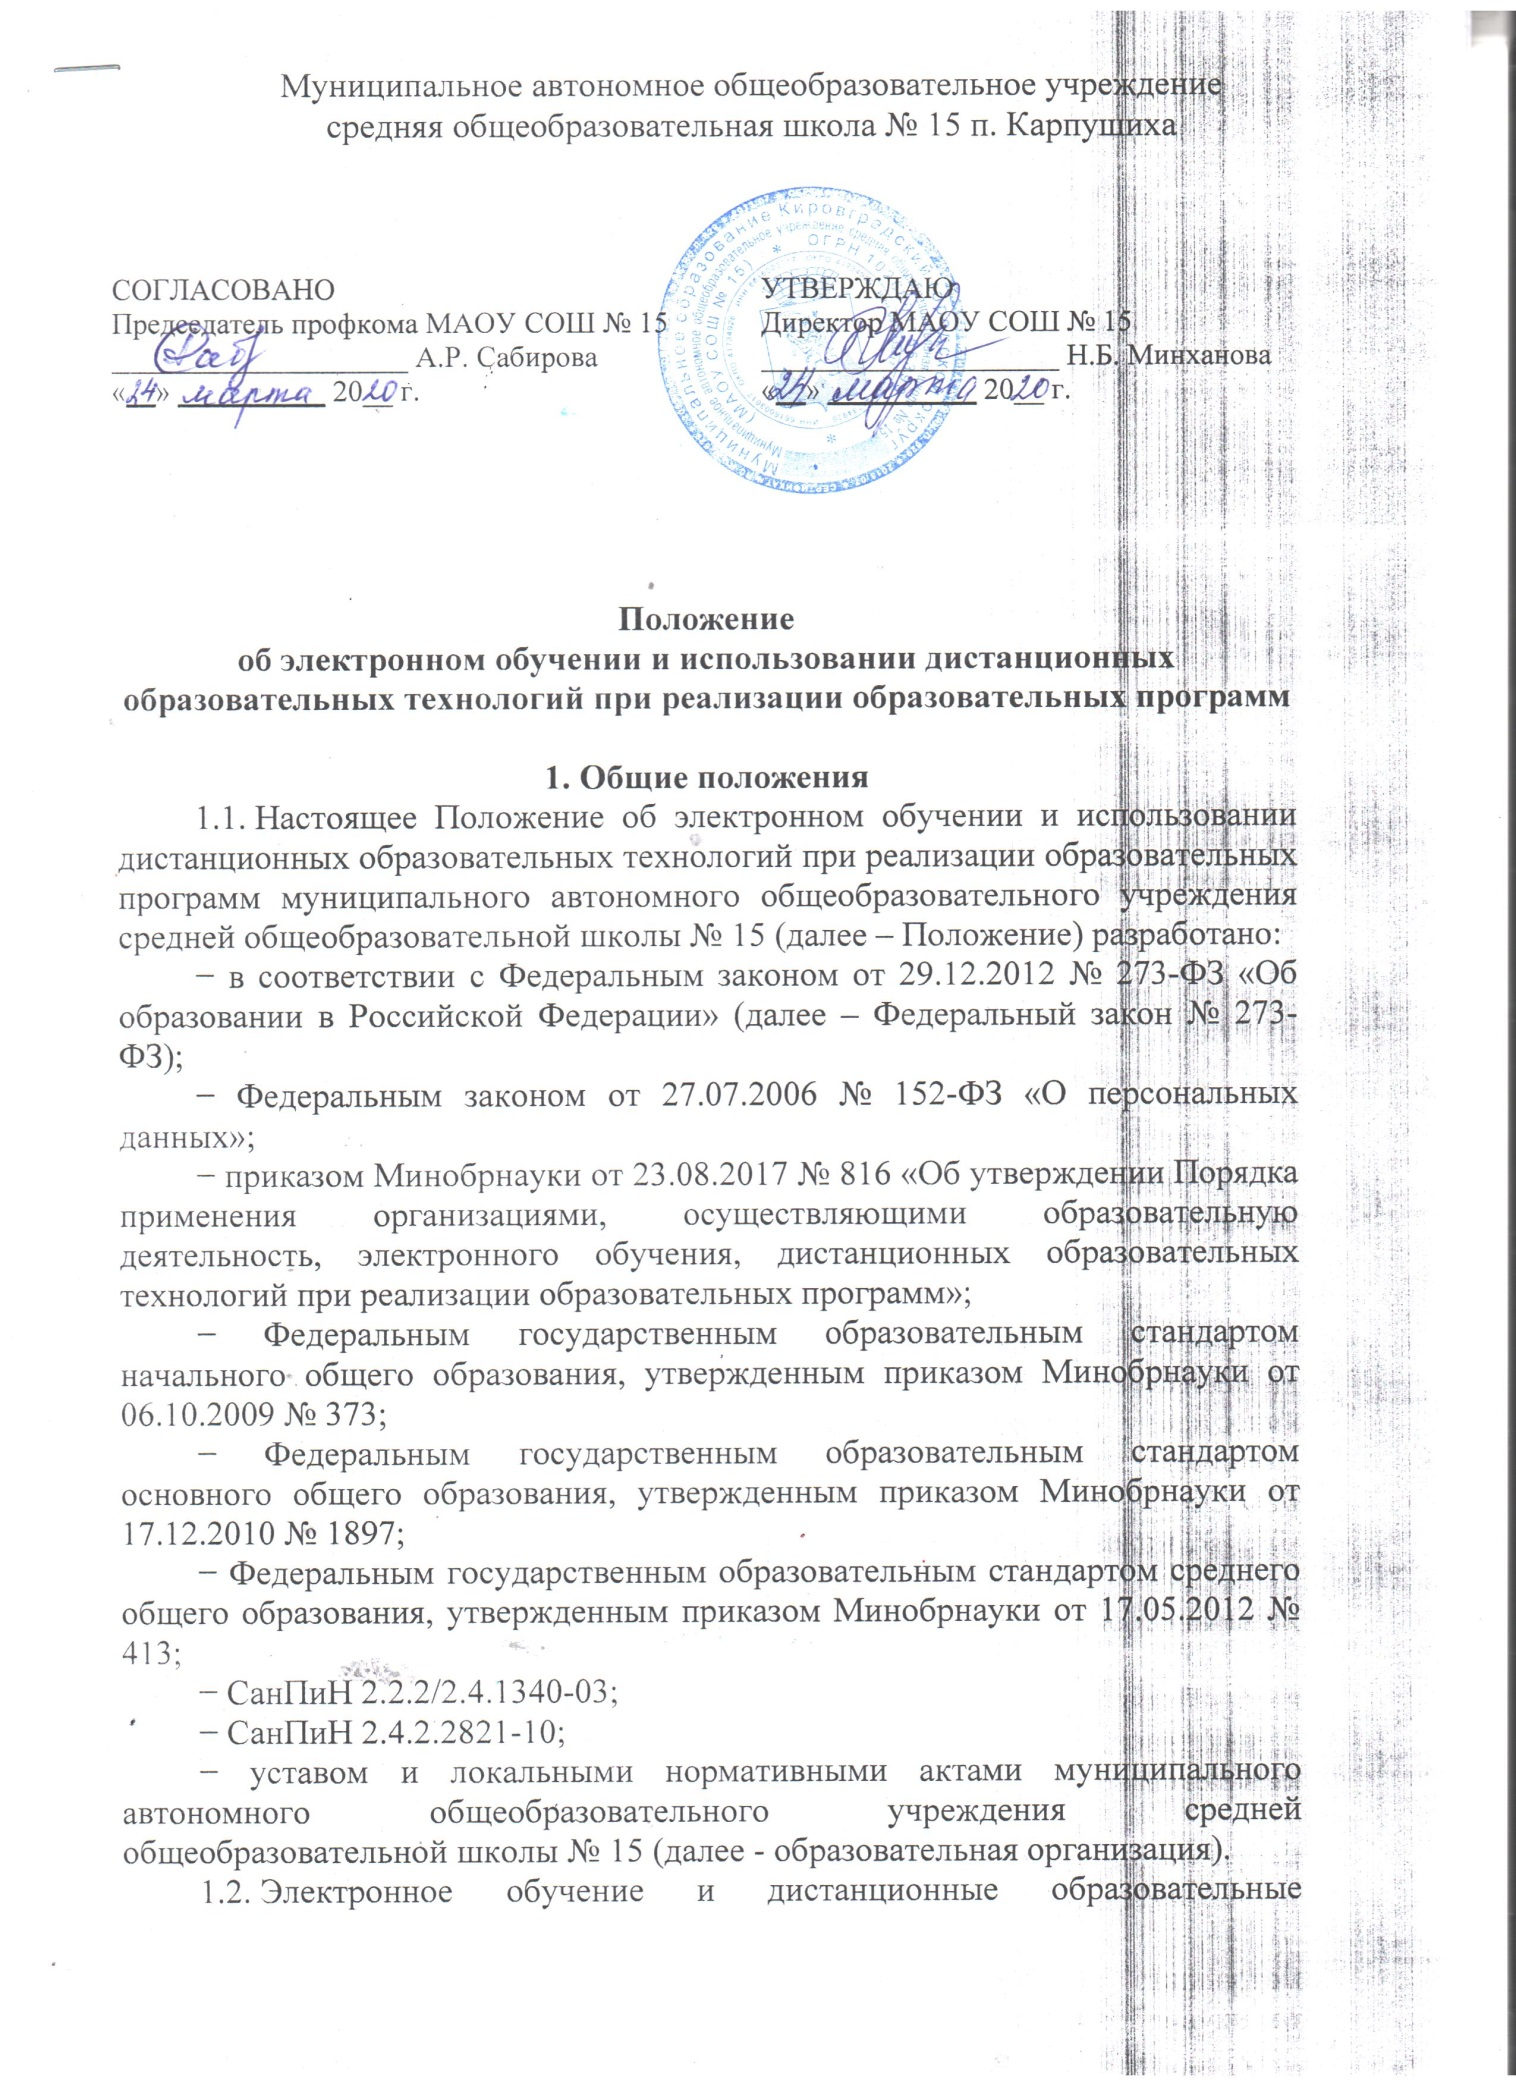 Муниципальное автономное общеобразовательное учреждение
средняя общеобразовательная школа № 15 п. Карпушиха
СОГЛАСОВАНО
Председатель профкома МАОУ СОШ № 15
А.Р. Сабирова
«24» марта 2020 г.
УТВЕРЖДАЮ
Директор МАОУ СОШ № 15
Н.Б. Минханова
«24» марта 2020 г.
Муниципальное образование Кировградский
(МАОУ СОШ № 15) * ОГРН
Положение
об электронном обучении и использовании дистанционных
образовательных технологий при реализации образовательных программ
1. Общие положения
1.1. Настоящее Положение об электронном обучении и использовании
дистанционных образовательных технологий при реализации образовательных
программ муниципального автономного общеобразовательного учреждения
средней общеобразовательной школы № 15 (далее – Положение) разработано:
− в соответствии с Федеральным законом от 29.12.2012 № 273-ФЗ «Об
образовании в Российской Федерации» (далее – Федеральный закон № 273-
ФЗ);
− Федеральным законом от 27.07.2006 № 152-ФЗ «О персональных
данных»;
− приказом Минобрнауки от 23.08.2017 № 816 «Об утверждении Порядка
применения организациями, осуществляющими образовательную
деятельность, электронного обучения, дистанционных образовательных
технологий при реализации образовательных программ»;
− Федеральным государственным образовательным стандартом
начального общего образования, утвержденным приказом Минобрнауки от
06.10.2009 № 373;
− Федеральным государственным образовательным стандартом
основного общего образования, утвержденным приказом Минобрнауки от
17.12.2010 № 1897;
− Федеральным государственным образовательным стандартом среднего
общего образования, утвержденным приказом Минобрнауки от 17.05.2012 №
413;
− СанПиН 2.2.2/2.4.1340-03;
− СанПиН 2.4.2.2821-10;
− уставом и локальными нормативными актами муниципального
автономного общеобразовательного учреждения средней
общеобразовательной школы № 15 (далее - образовательная организация).
1.2. Электронное обучение и дистанционные образовательные